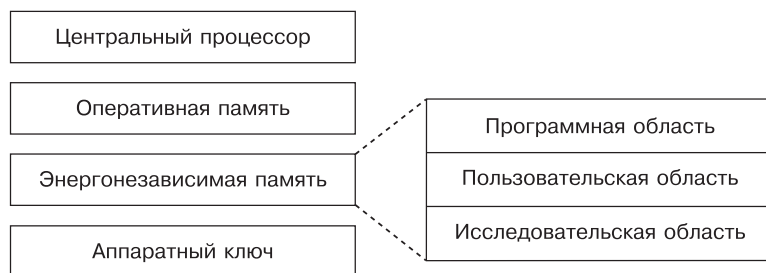 Центральный процессор
Оперативная память
Энергонезависимая память
Аппаратный ключ
Программная область
Пользовательская область
Исследовательская область